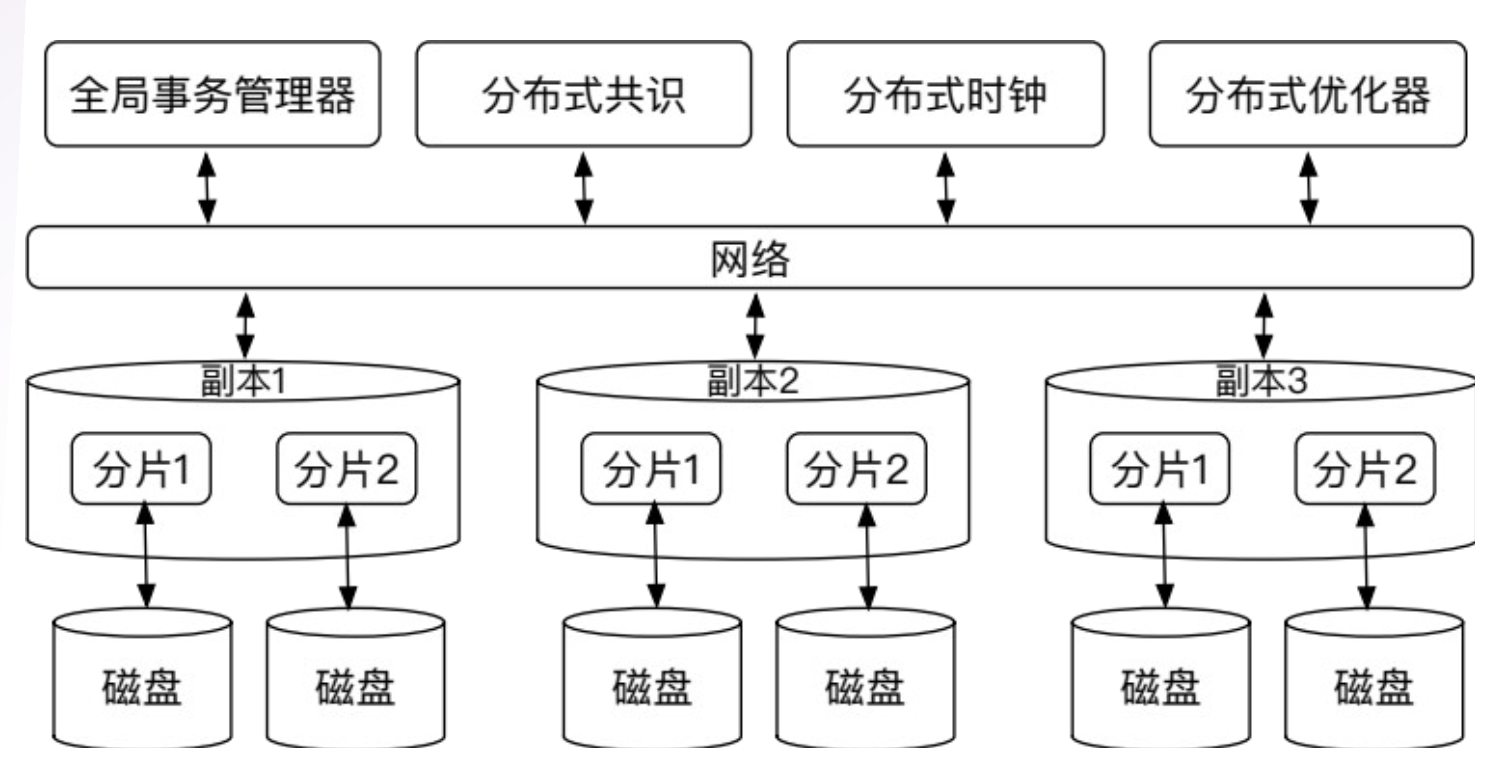 全局事务管理器
分布式共识
分布式时钟
分布式优化器
网络
副本1
副本2
副本3
分片1
分片2
分片1
分片2
分片1
分片2
磁盘
磁盘
磁盘
磁盘
磁盘
磁盘